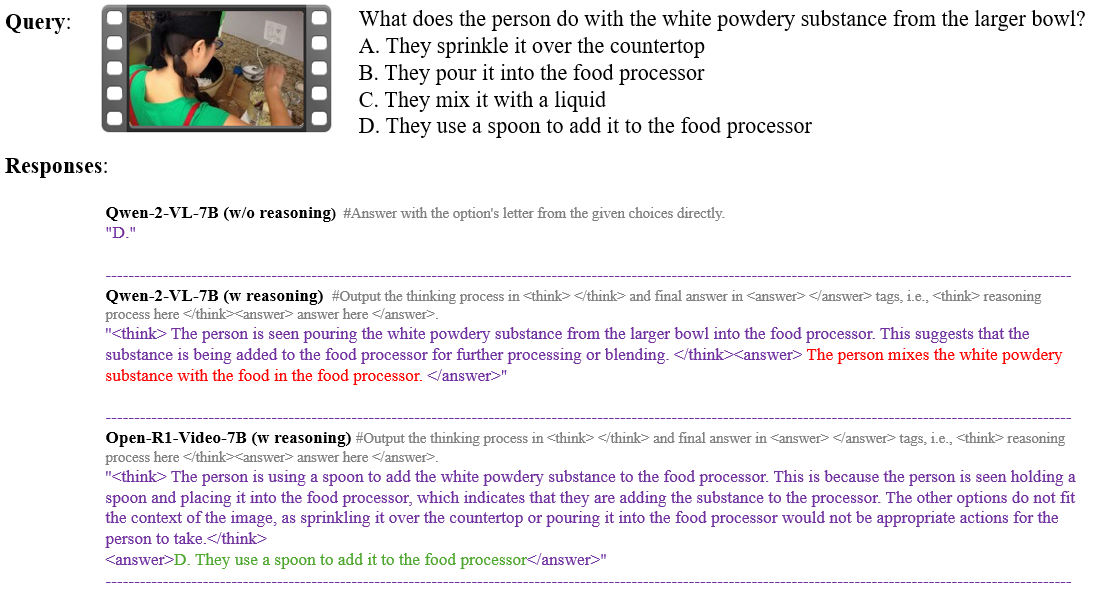 Query:
What does the person do with the white powdery substance from the larger bowl?
A. They sprinkle it over the countertop
B. They pour it into the food processor
C. They mix it with a liquid
D. They use a spoon to add it to the food processor
Responses:
Qwen-2-VL-7B (w/o reasoning) #Answer with the option's letter from the given choices directly.
"D."
Qwen-2-VL-7B (w reasoning) #Output the thinking process in <think> </think> and final answer in <answer> </answer> tags, i.e., <think> reasoning
process here </think><answer> answer here </answer>.
"<think> The person is seen pouring the white powdery substance from the larger bowl into the food processor. This suggests that the
substance is being added to the food processor for further processing or blending. </think><answer> The person mixes the white powdery
substance with the food in the food processor. </answer>"
Open-R1-Video-7B (w reasoning) #Output the thinking process in <think> </think> and final answer in <answer> </answer> tags, i.e., <think> reasoning
process here </think><answer> answer here </answer>.
"<think> The person is using a spoon to add the white powdery substance to the food processor. This is because the person is seen holding a
spoon and placing it into the food processor, which indicates that they are adding the substance to the processor. The other options do not fit
the context of the image, as sprinkling it over the countertop or pouring it into the food processor would not be appropriate actions for the
person to take.</think>
<answer>D. They use a spoon to add it to the food processor</answer>"